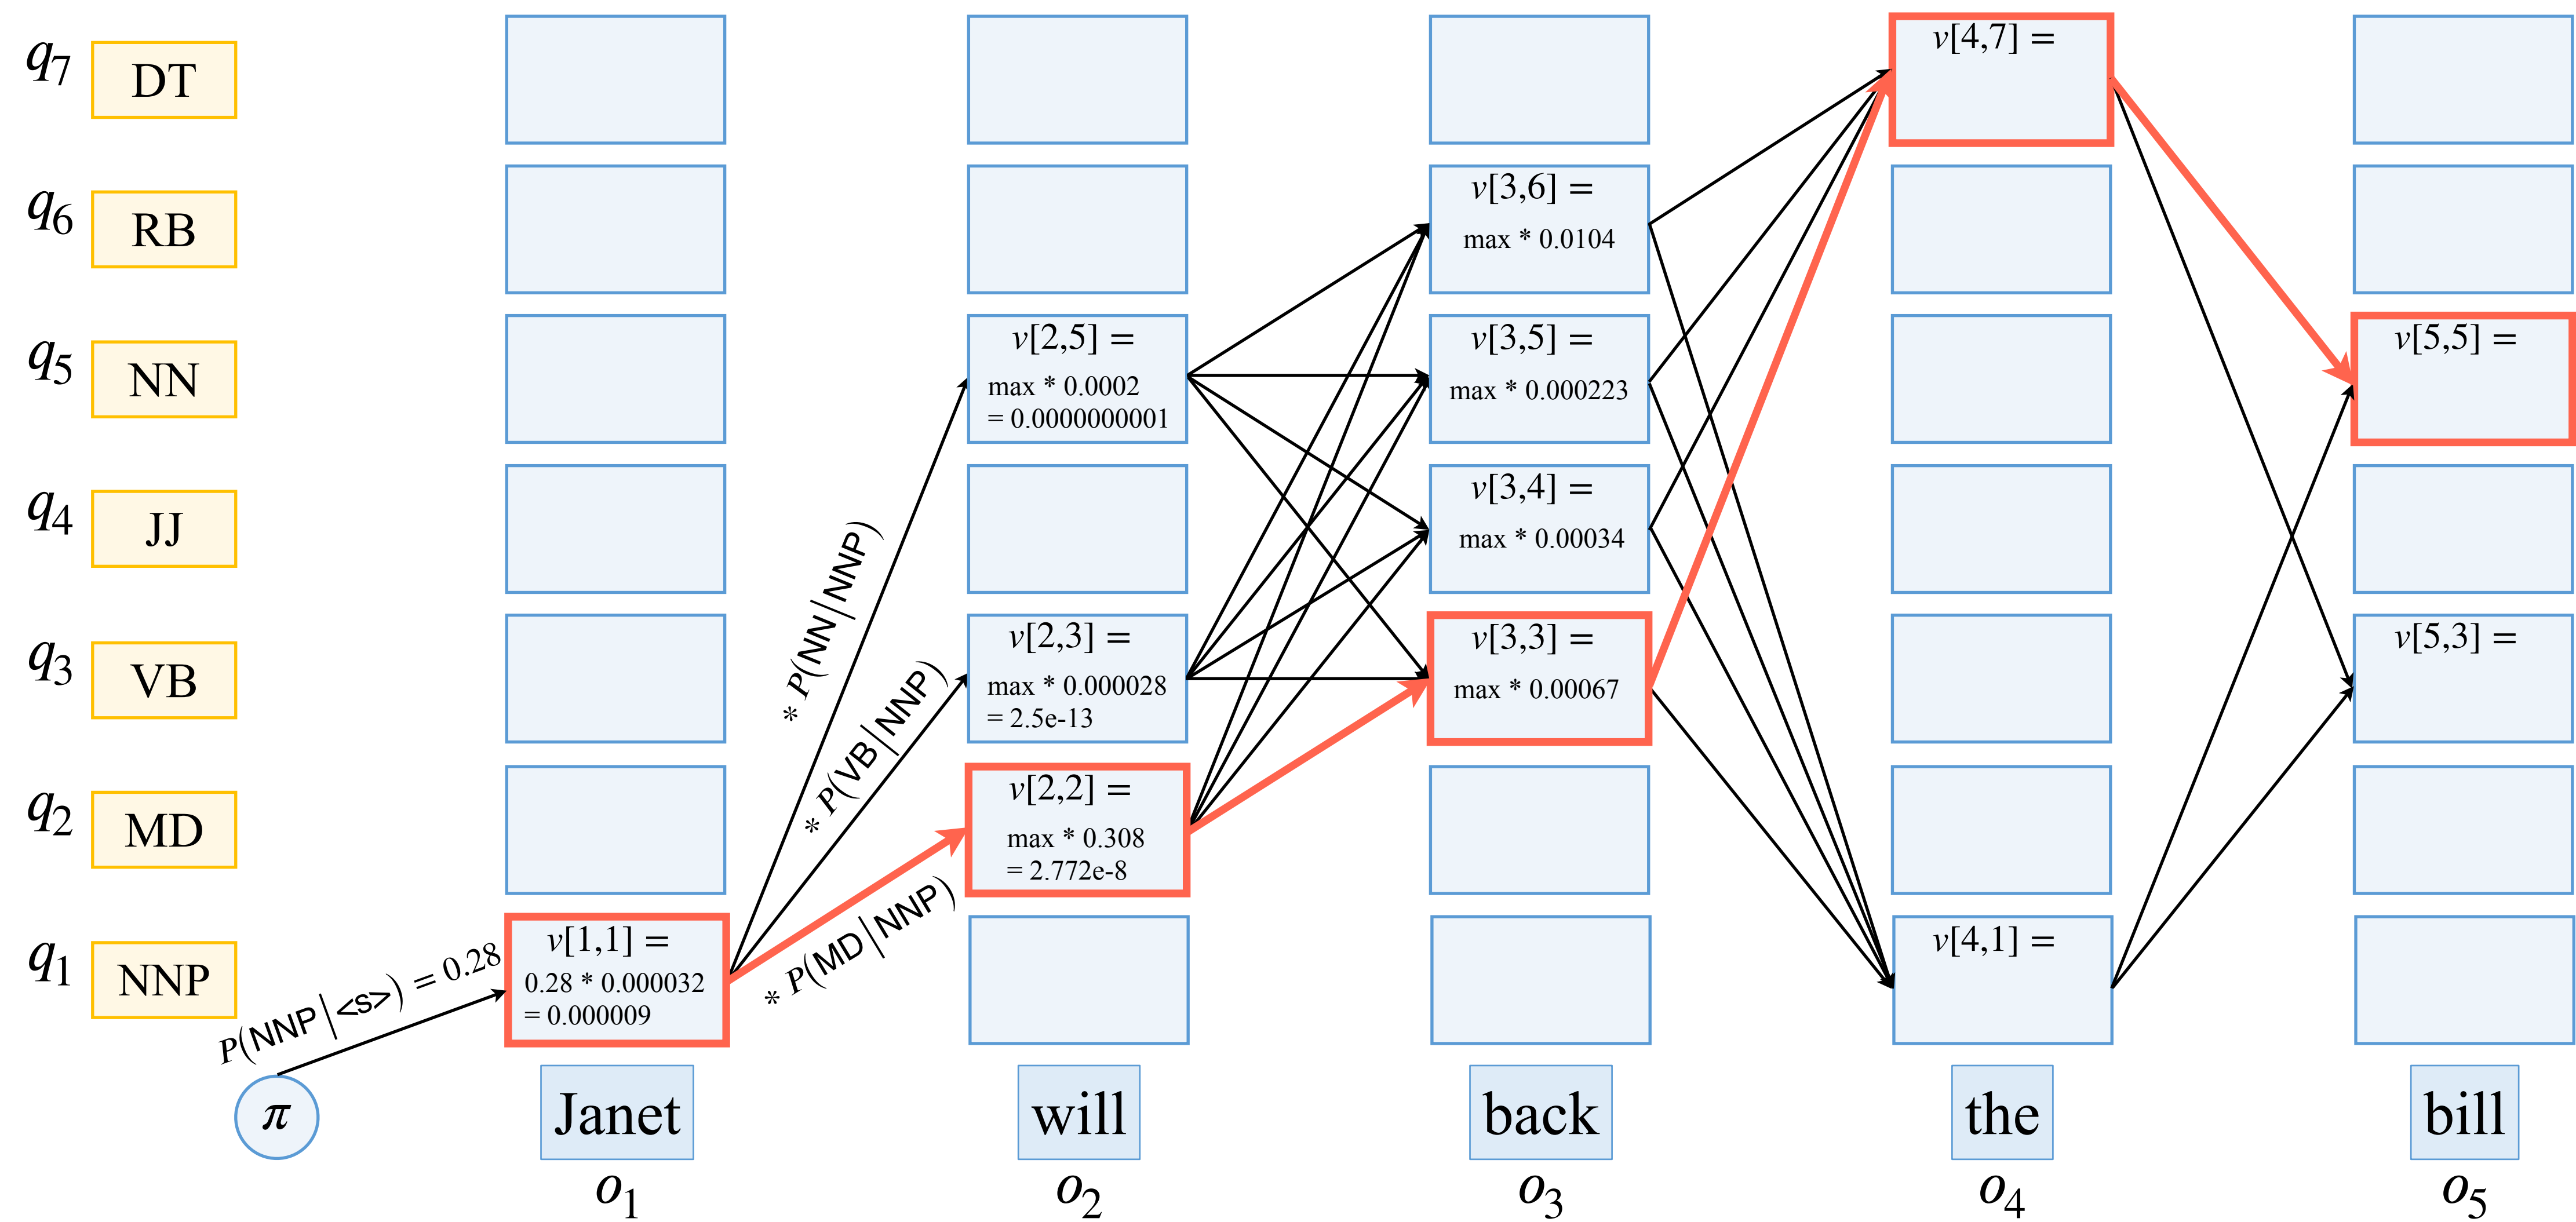 q7 DT
v[4,7] =
q6 RB
v[3,6] =
max * 0.0104
q5 NN
v[2,5] =
max * 0.0002
= 0.0000000001
v[3,5] =
max * 0.000223
v[5,5] =
q4 JJ
v[3,4] =
max * 0.00034
* P(NN|NNP)
q3 VB
v[2,3] =
max * 0.000028
= 2.5e-13
v[3,3] =
max * 0.00067
v[5,3] =
* P(VB|NNP)
q2 MD
v[2,2] =
max * 0.308
= 2.772e-8
* P(MD|NNP)
q1 NNP
P(NNP|<s>) = 0.28
v[1,1] =
0.28 * 0.000032
= 0.000009
v[4,1] =
π Janet will back the bill
o1 o2 o3 o4 o5